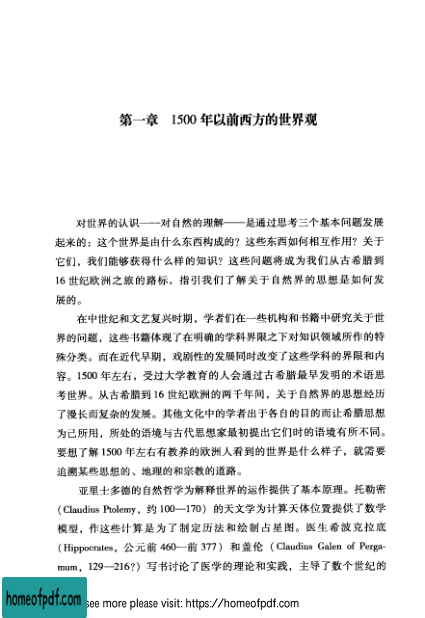 第一章 1500 年以前西方的世界观
对世界的认识——对自然的理解——是通过思考三个基本问题发展
起来的：这个世界是由什么东西构成的？这些东西如何相互作用？关于
它们，我们能够获得什么样的知识？这些问题将成为我们从古希腊到
16 世纪欧洲之旅的路标，指引我们了解关于自然界的思想是如何发
展的。
在中世纪和文艺复兴时期，学者们在一些机构和书籍中研究关于世
界的问题，这些书籍体现了在明确的学科界限之下对知识领域所作的特
殊分类。而在近代早期，戏剧性的发展同时改变了这些学科的界限和内
容。1500 年左右，受过大学教育的人会通过古希腊最早发明的术语思
考世界。从古希腊到 16 世纪欧洲的两千年间，关于自然界的思想经历
了漫长而复杂的发展。其他文化中的学者出于各自的目的而让希腊思想
为己所用，所处的语境与古代思想家最初提出它们时的语境有所不同。
要想了解 1500 年左右有教养的欧洲人看到的世界是什么样子，就需要
追溯某些思想的、地理的和宗教的道路。
亚里士多德的自然哲学为解释世界的运作提供了基本原理。托勒密
（Claudius Ptolemy，约 100—170）的天文学为计算天体位置提供了数学
模型，作这些计算是为了制定历法和绘制占星图。医生希波克拉底
（Hippocrates，公元前 460—前 377）和盖伦（Claudius Galen of Perga-
mum，129—216?）写书讨论了医学的理论和实践，主导了数个世纪的
homeofpdf.com
see more please visit: https://homeofpdf.com